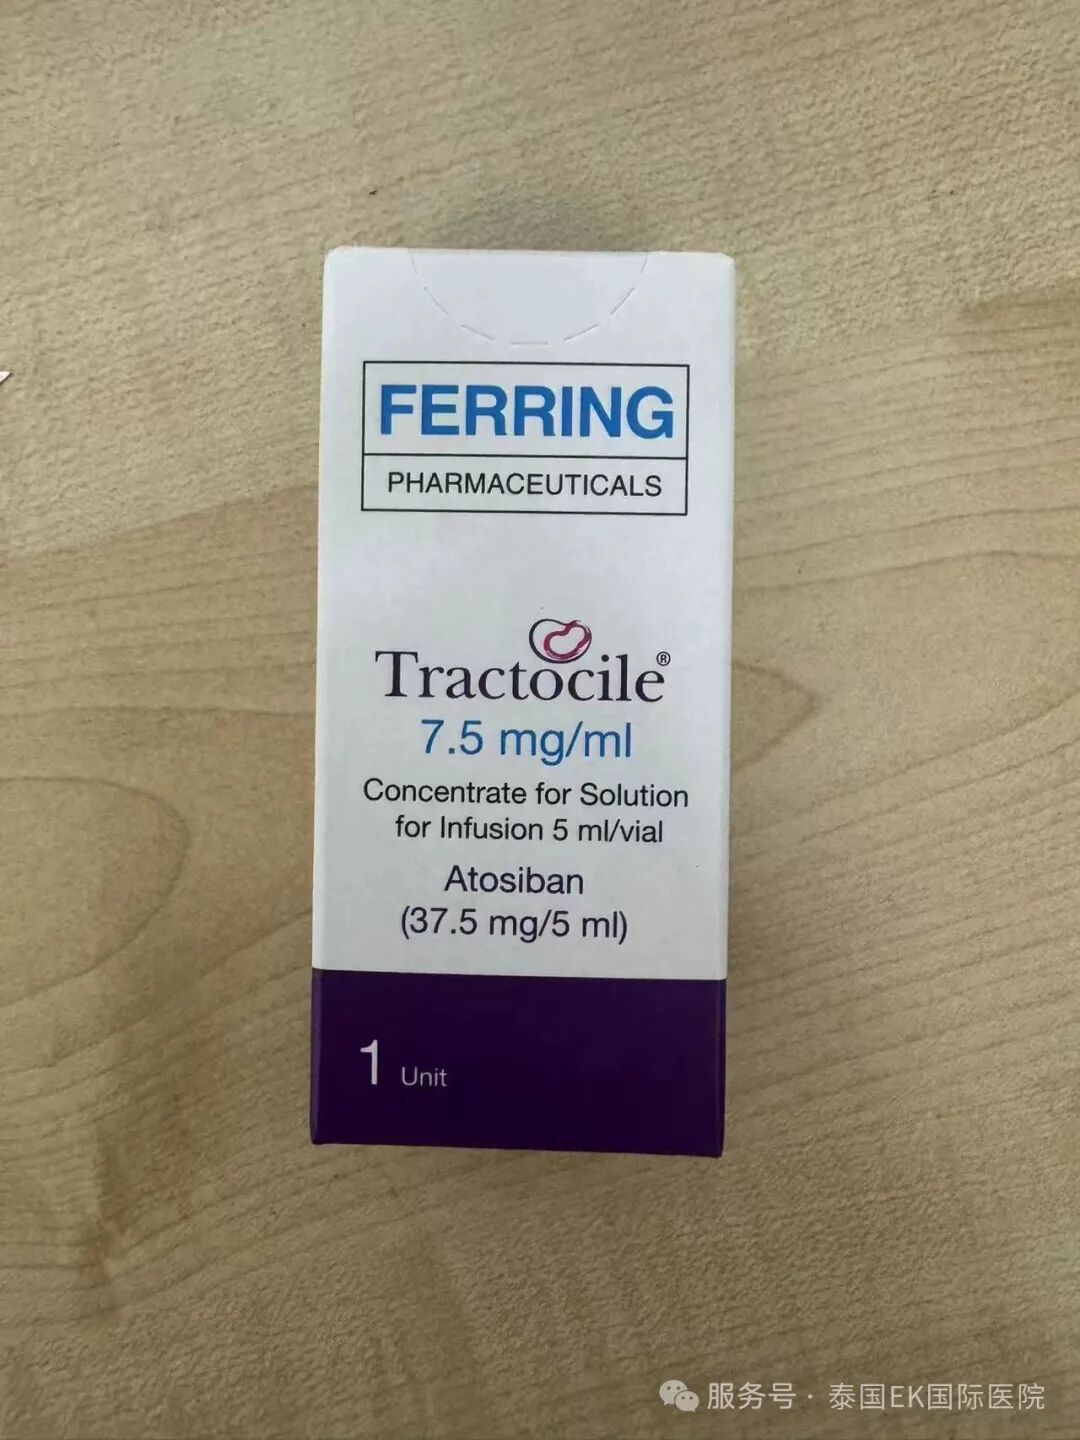 FERRING
PHARMACEUTICALS
Tractocile®
7.5 mg/ml
Concentrate for Solution
for Infusion 5 ml/vial
Atosiban
(37.5 mg/5 ml)
1 Unit
服务号 · 泰国EK国际医院